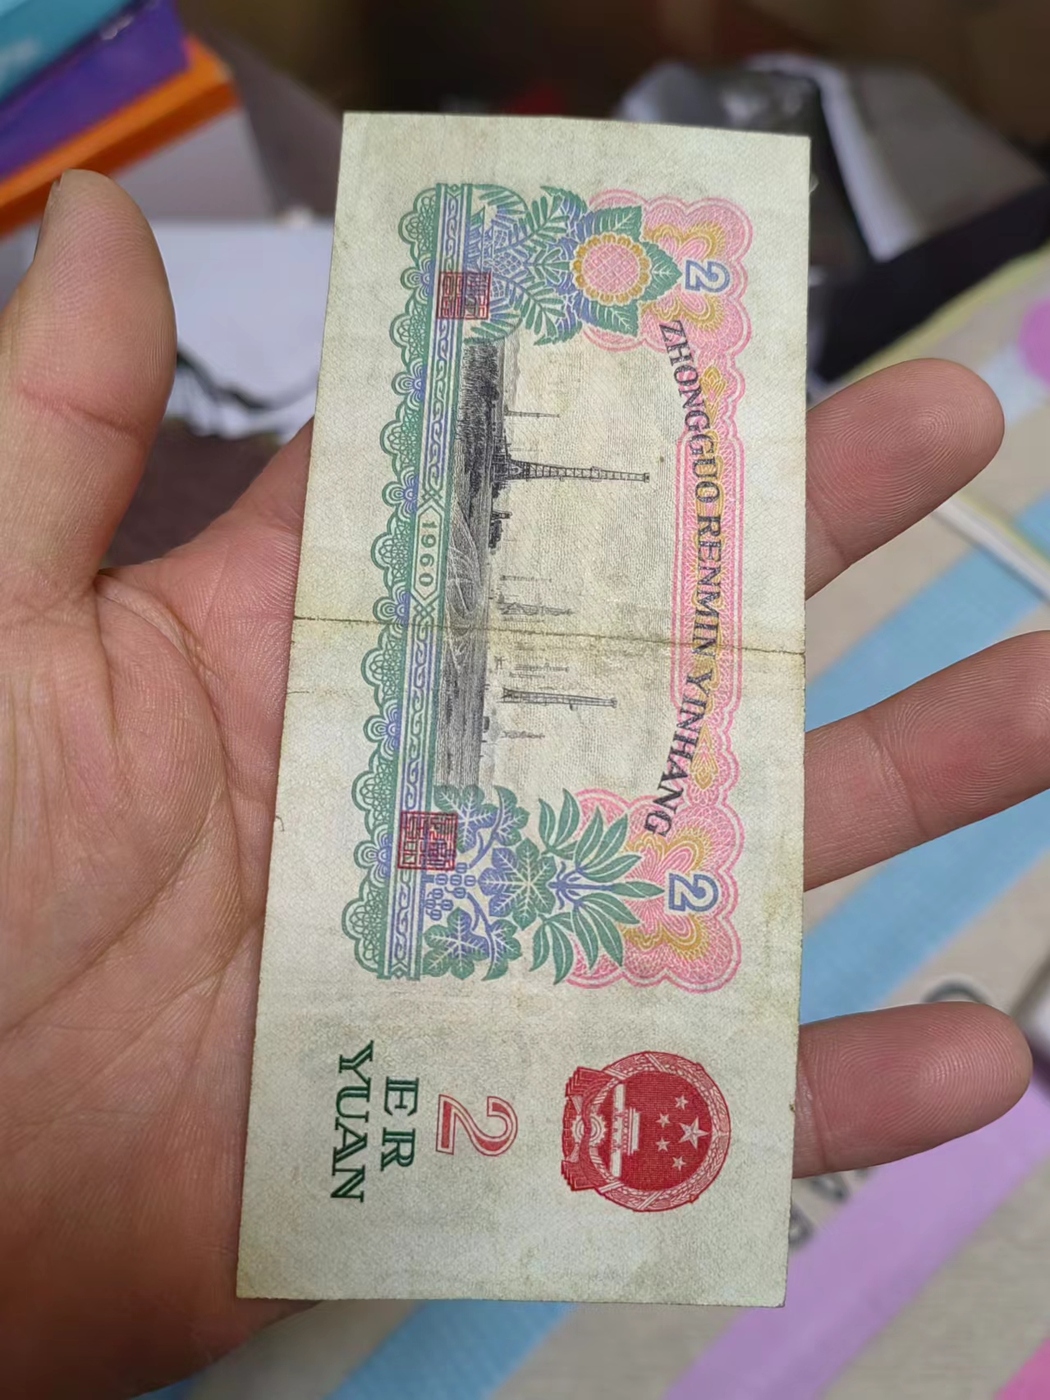 2
2
ZHONGGUO RENMIN YINHANG
1960
2
ER
YUAN